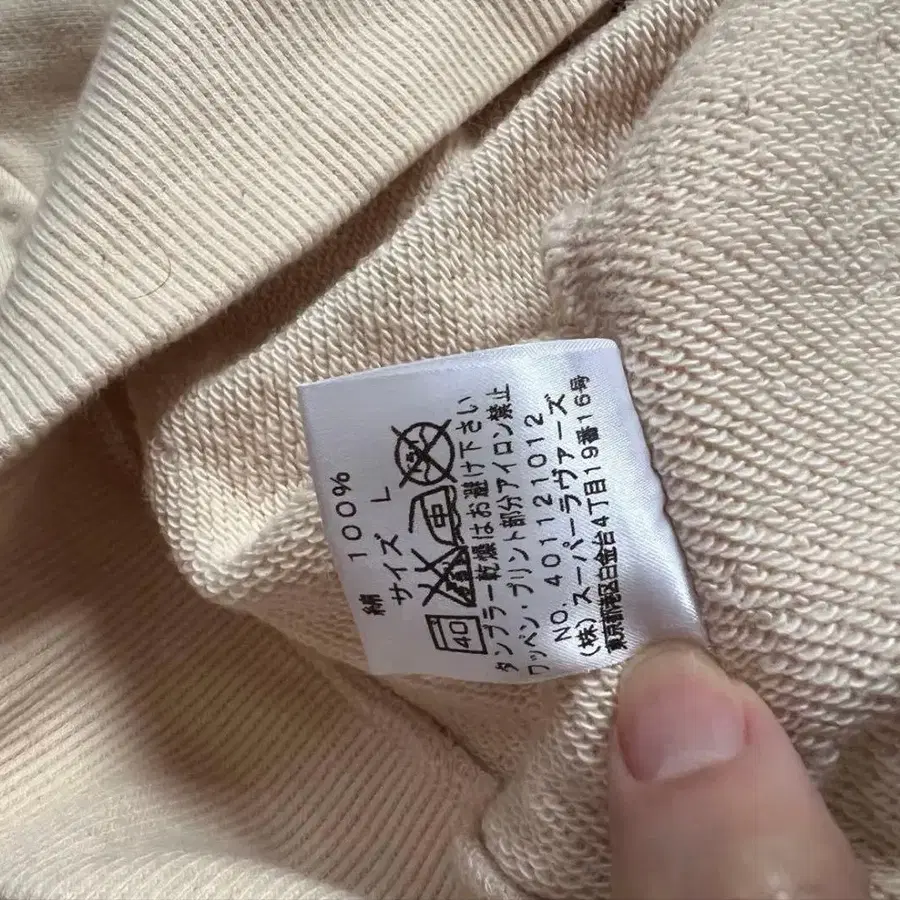 綿 100%
サイズ L
40 中
タンブラー乾燥はお避け下さい
ワッペン・プリント部分アイロン禁止
NO. 401121012
(株)スーパーラヴァーズ
東京都港区白金台4丁目19番16号